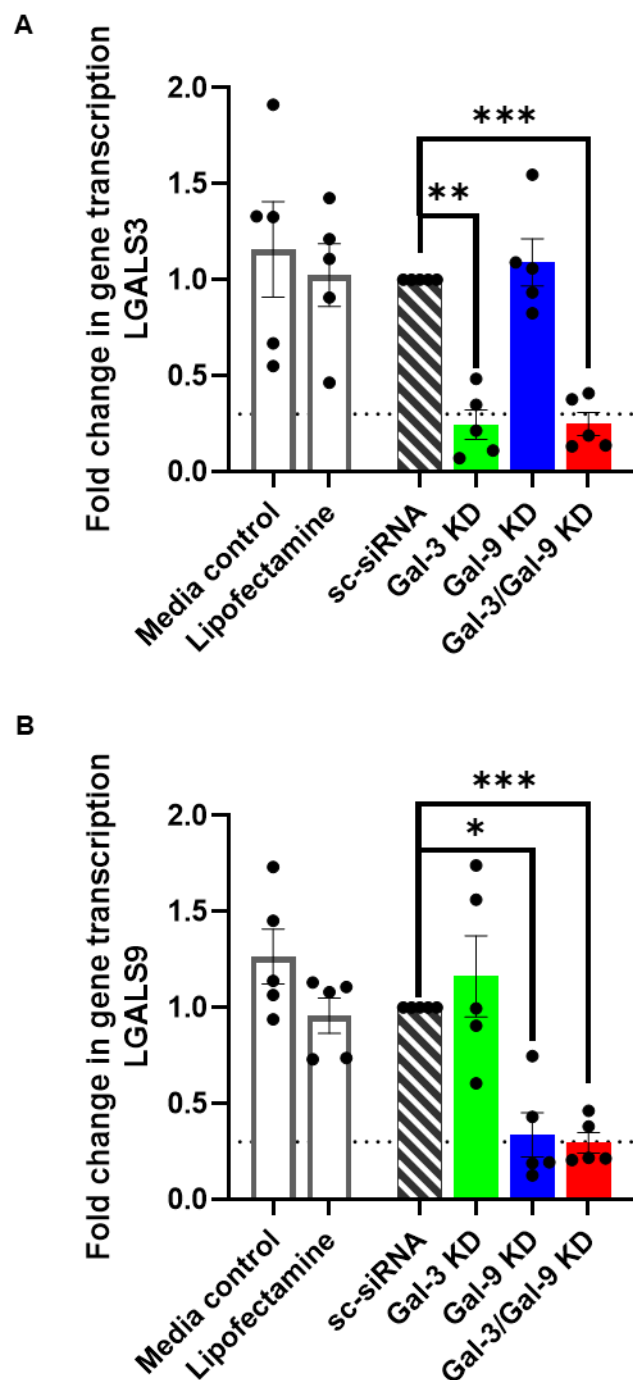 A
Fold change in gene transcription
LGALS3
2.0
1.5
1.0
0.5
0.0
***
**
Media control
Lipofectamine
sc-siRNA
Gal-3 KD
Gal-9 KD
Gal-3/Gal-9 KD
B
Fold change in gene transcription
LGALS9
2.0
1.5
1.0
0.5
0.0
***
*
Media control
Lipofectamine
sc-siRNA
Gal-3 KD
Gal-9 KD
Gal-3/Gal-9 KD